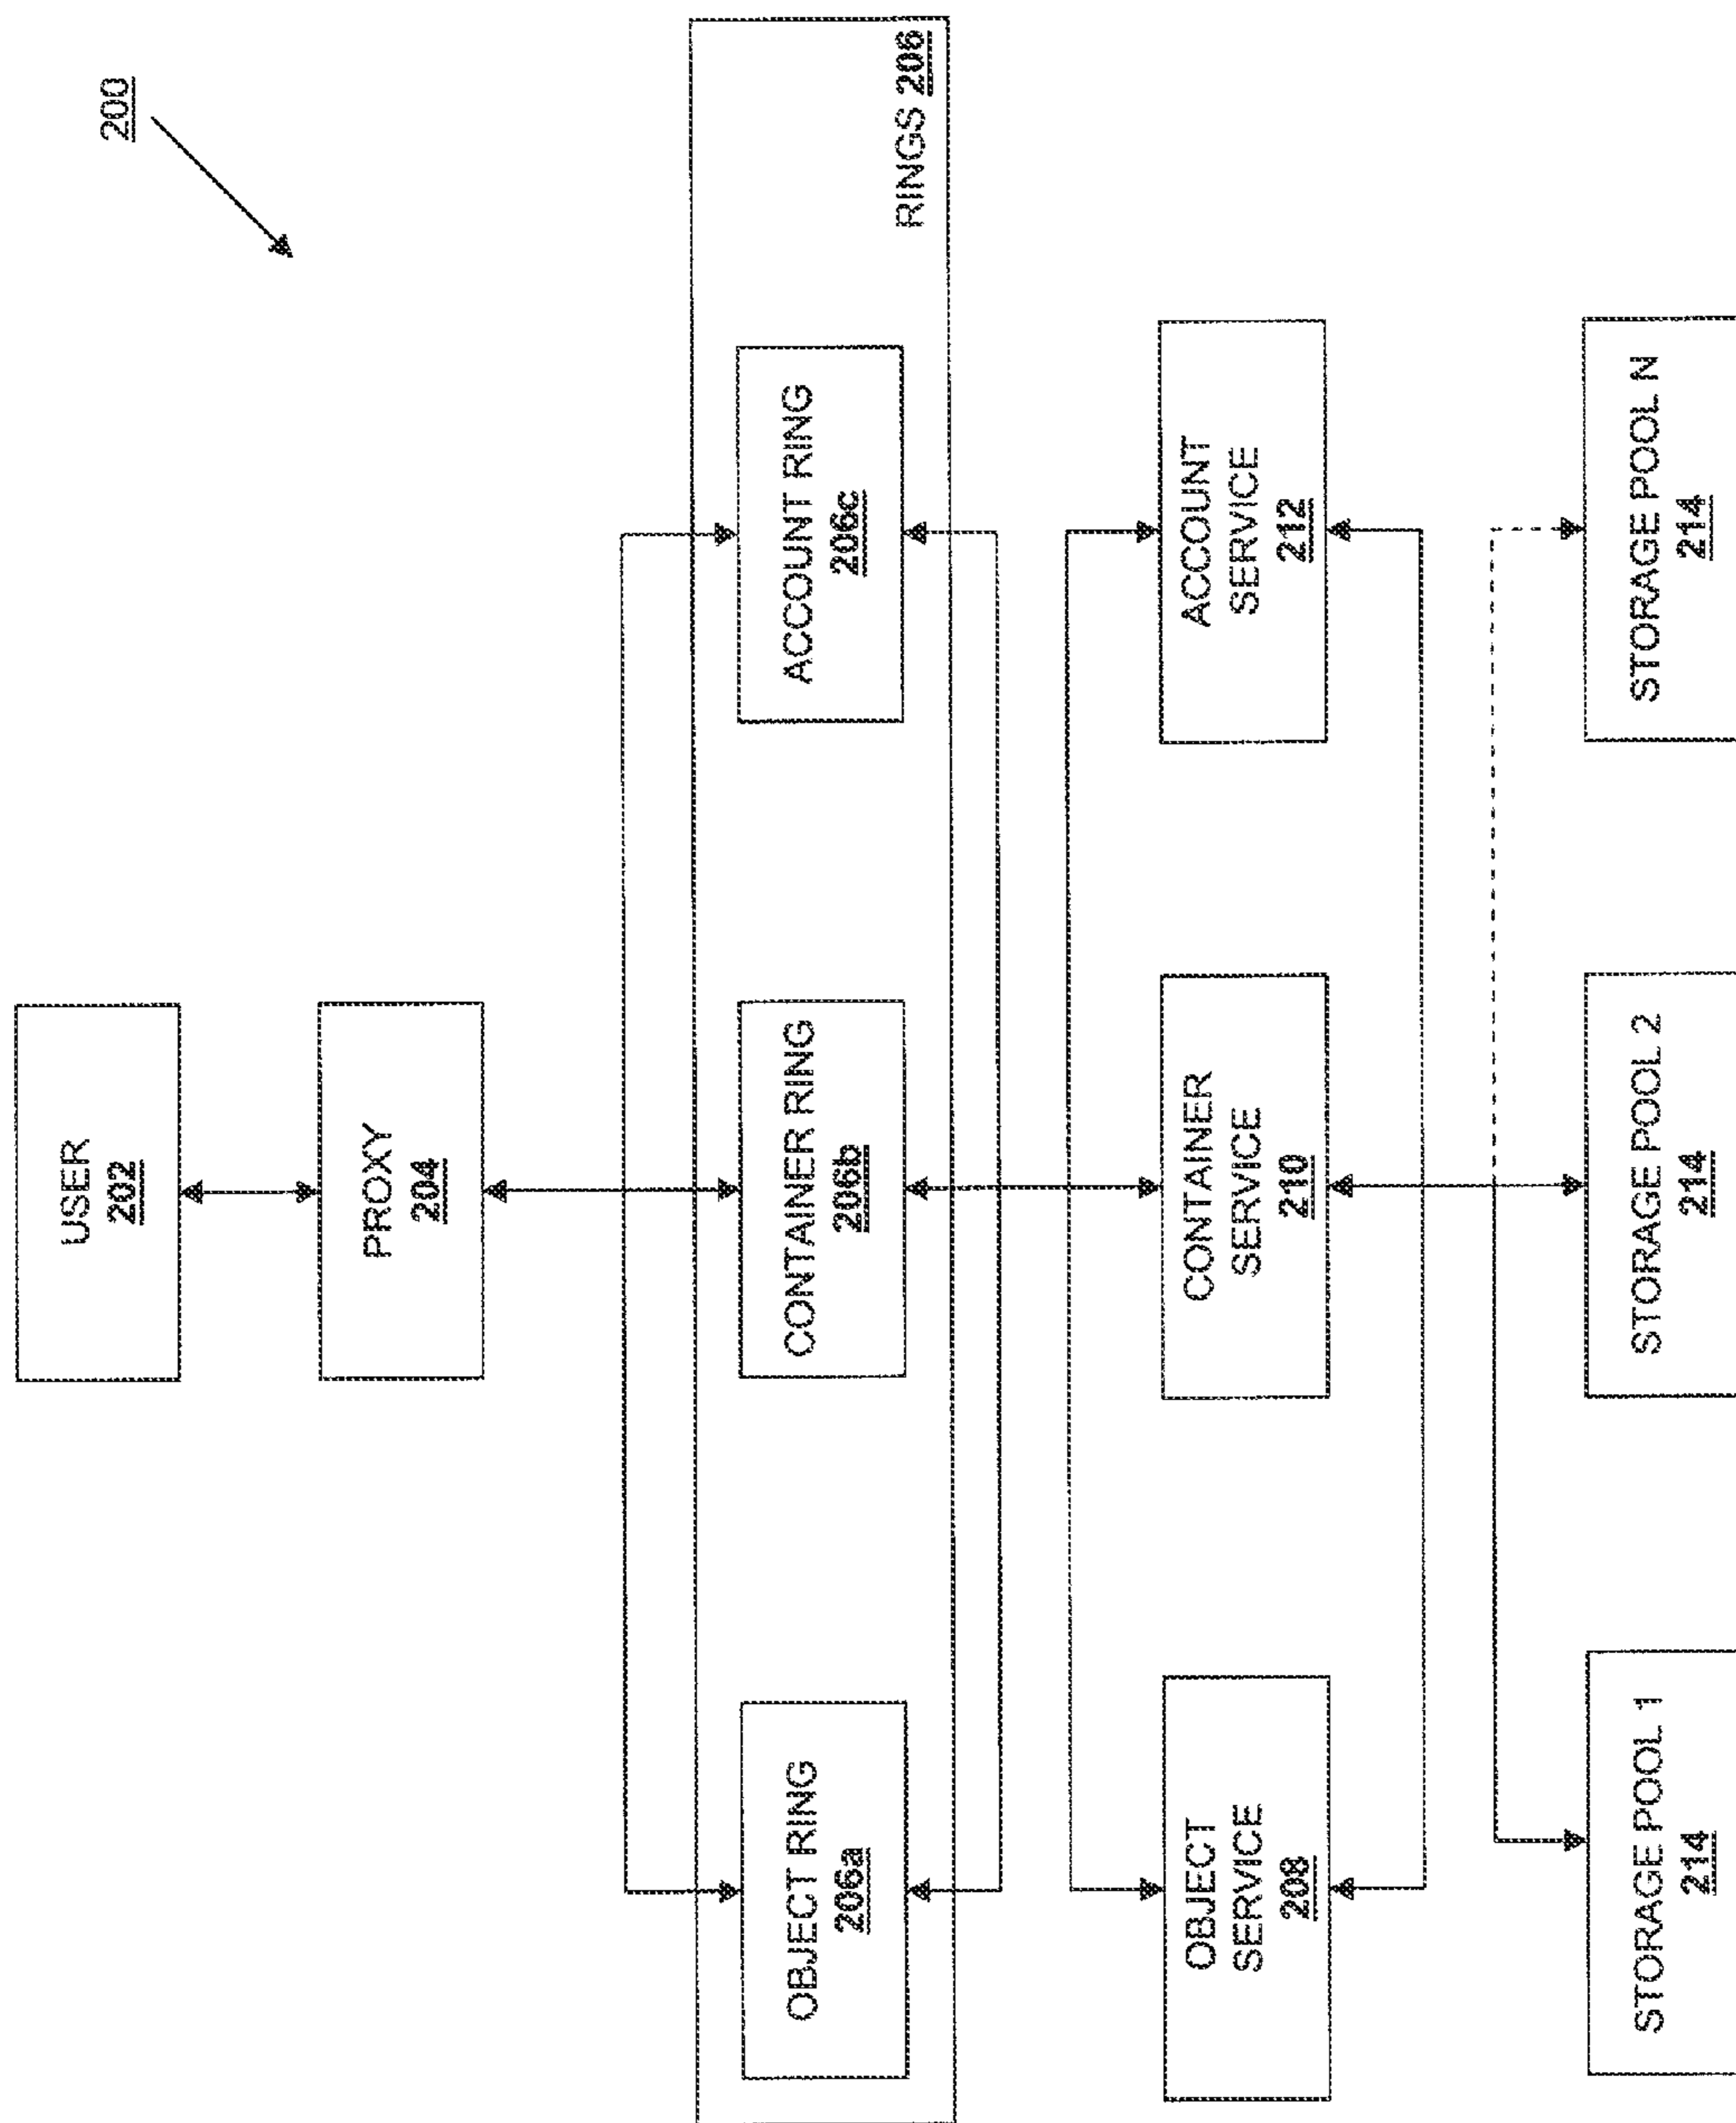 200
USER
202
PROXY
204
RINGS 206
OBJECT RING
206a
CONTAINER RING
206b
ACCOUNT RING
206c
OBJECT
SERVICE
208
CONTAINER
SERVICE
210
ACCOUNT
SERVICE
212
STORAGE POOL 1
214
STORAGE POOL 2
214
STORAGE POOL N
214